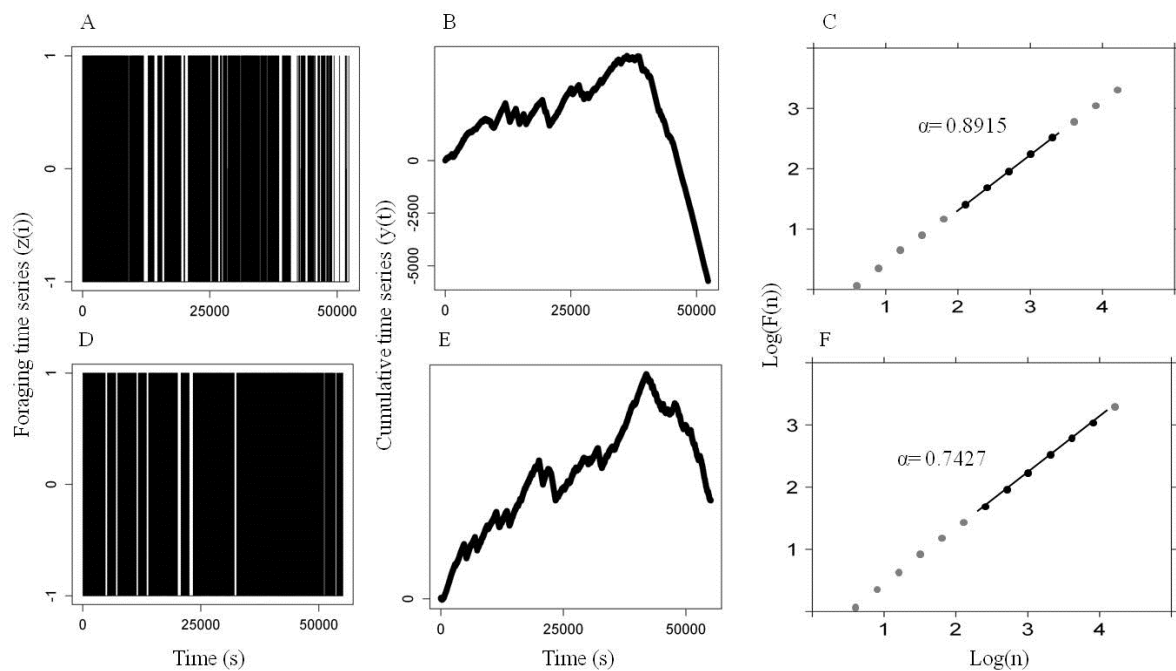 A
B
C
Foraging time series (z(i))
1
0
-1
0
25000
50000
Cumulative time series (y(t))
0
-2500
-5000
0
25000
50000
Log(F(n))
α= 0.8915
3
2
1
1
2
3
4
D
E
F
1
0
-1
0
25000
50000
Time (s)
0
0
25000
50000
Time (s)
α= 0.7427
3
2
1
1
2
3
4
Log(n)